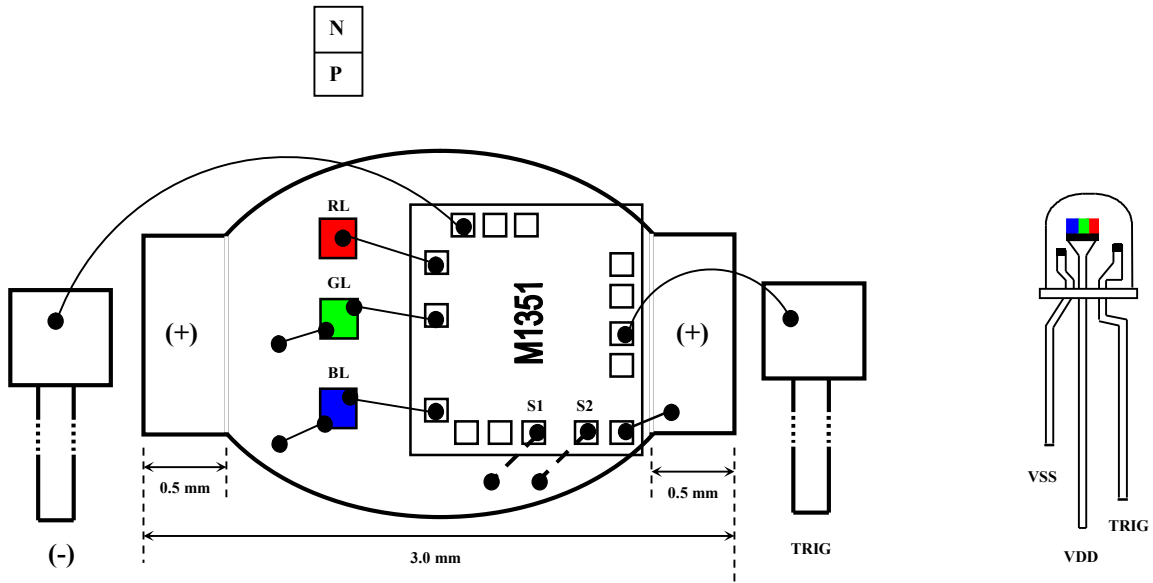 N
P
RL
GL
(+)
(+)
M1351
BL
S1 S2
0.5 mm
0.5 mm
VSS
TRIG
(-)
3.0 mm
TRIG
VDD